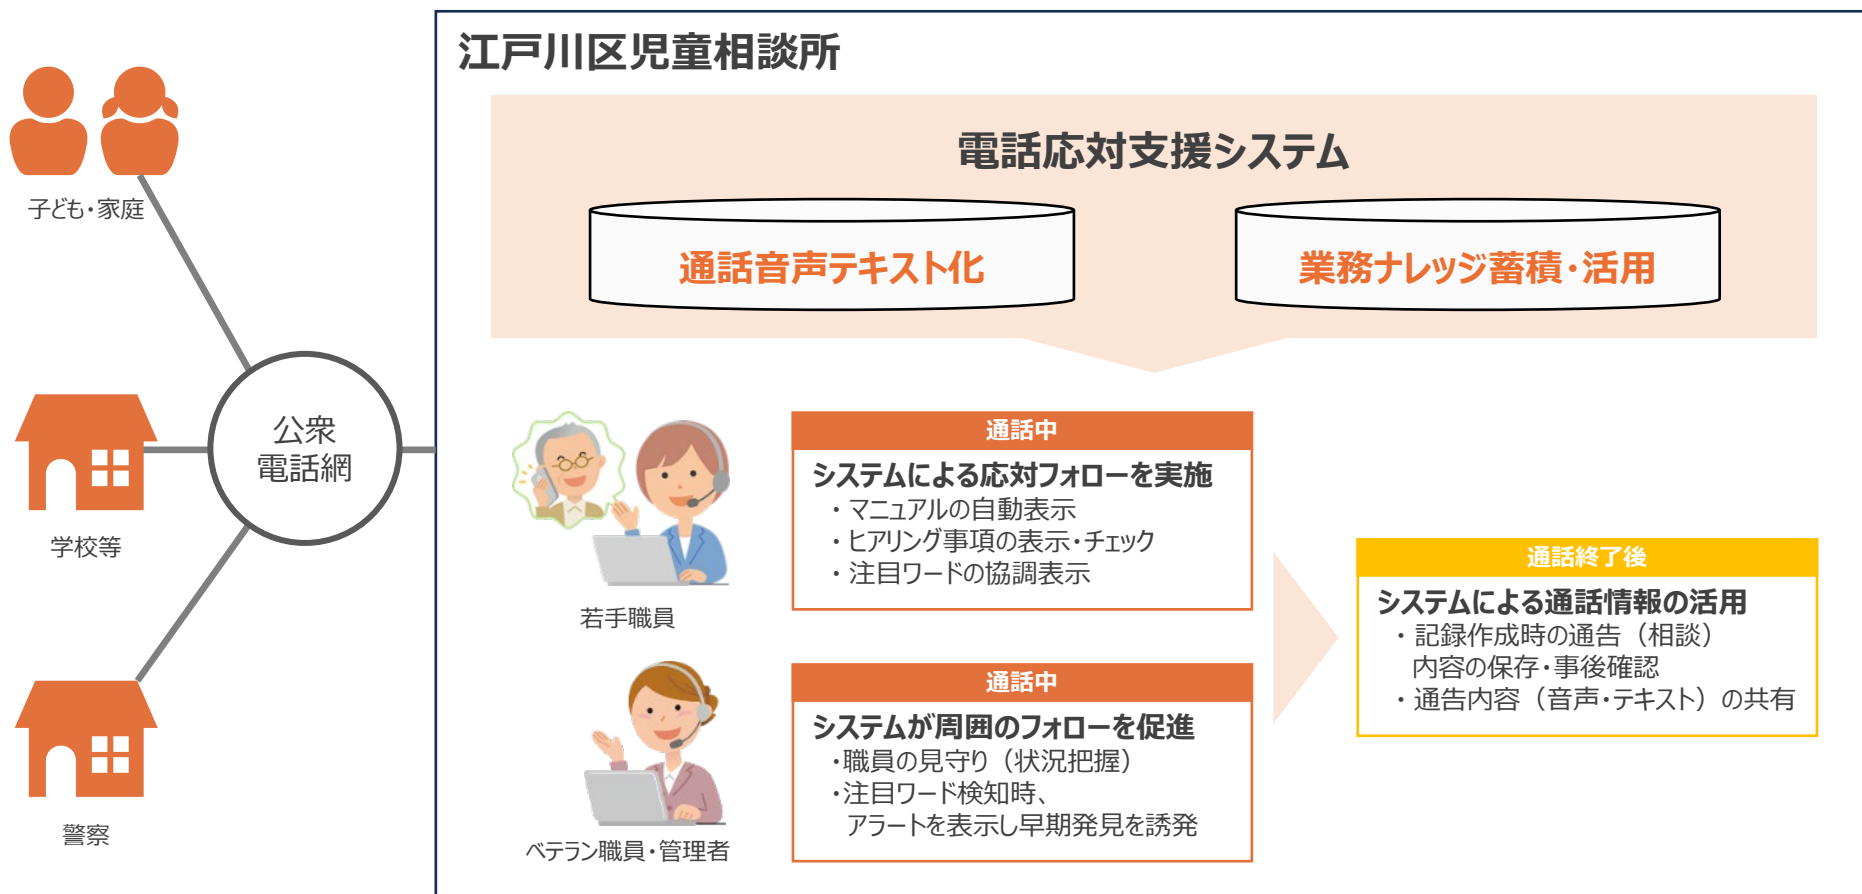 江戸川区児童相談所
電話応対支援システム
通話音声テキスト化
業務ナレッジ蓄積・活用
子ども・家庭
学校等
警察
公衆
電話網
若手職員
通話中
システムによる応対フォローを実施
・マニュアルの自動表示
・ヒアリング事項の表示・チェック
・注目ワードの協調表示
ベテラン職員・管理者
通話中
システムが周囲のフォローを促進
・職員の見守り（状況把握）
・注目ワード検知時、
アラートを表示し早期発見を誘発
通話終了後
システムによる通話情報の活用
・記録作成時の通告（相談）
内容の保存・事後確認
・通告内容（音声・テキスト）の共有